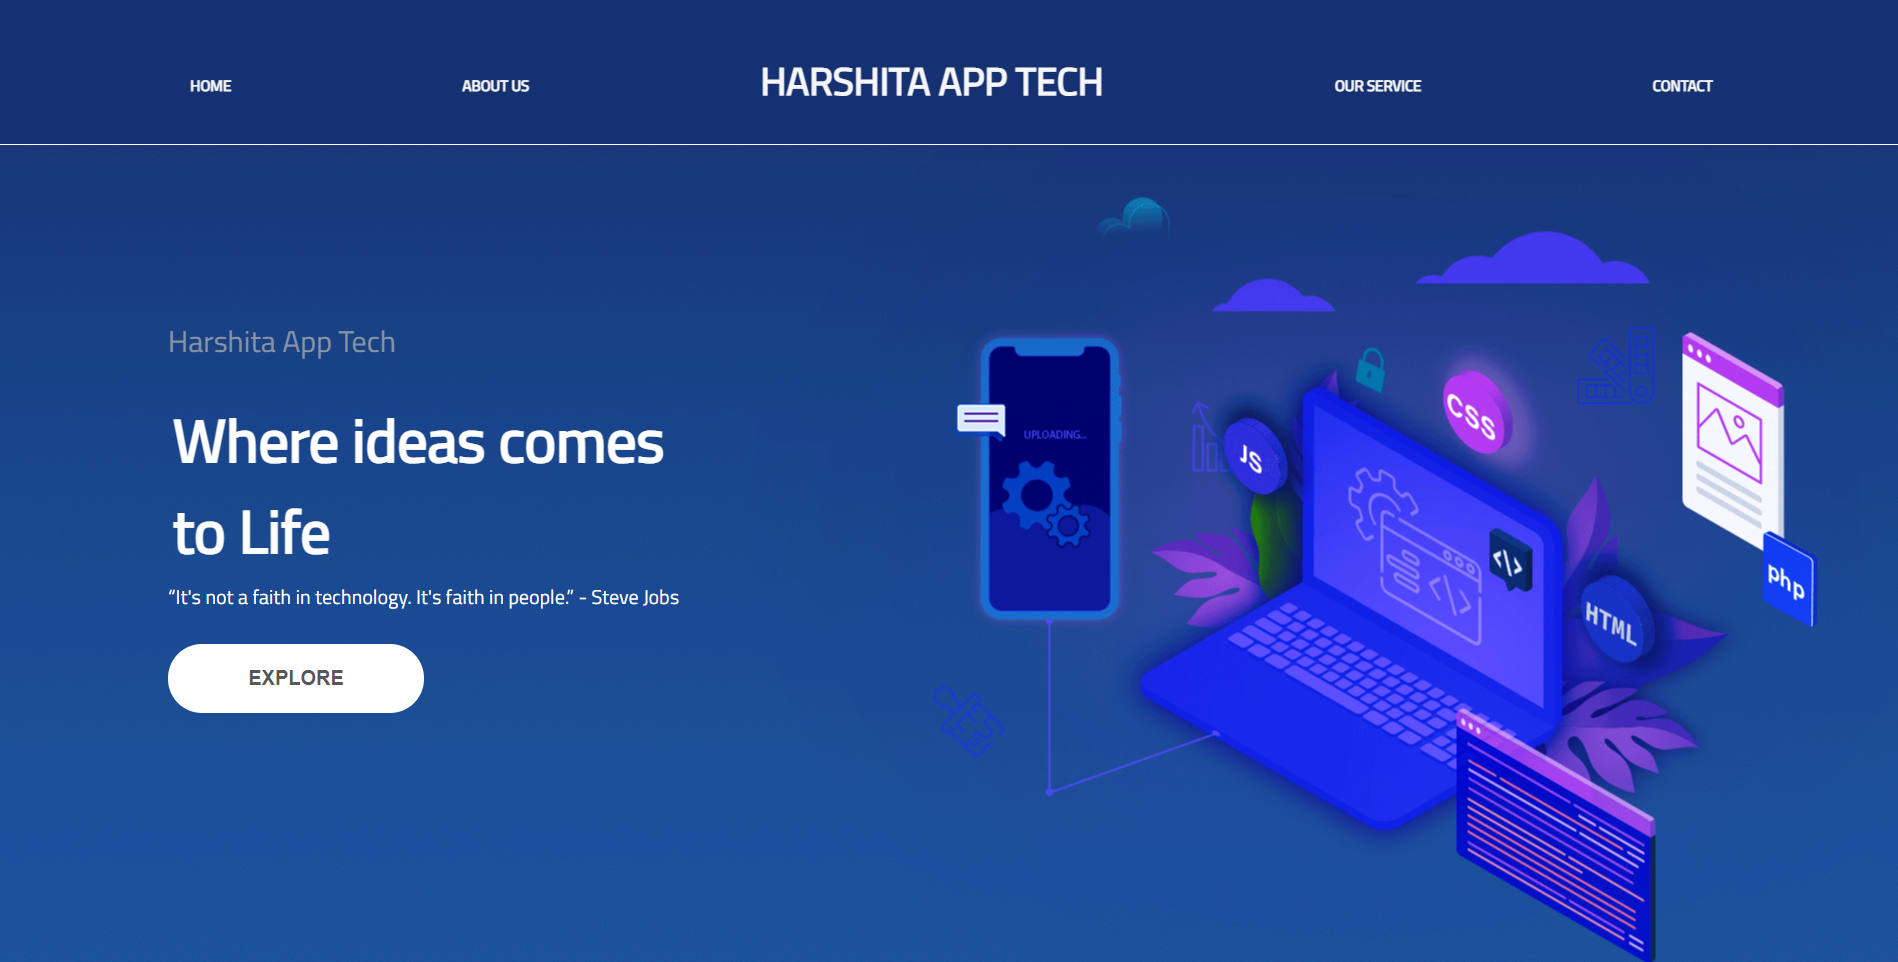 HOME
ABOUT US
HARSHITA APP TECH
OUR SERVICE
CONTACT
Harshita App Tech
Where ideas comes
to Life
“It's not a faith in technology. It's faith in people.” - Steve Jobs
EXPLORE
UPLOADING...
JS
CSS
</>
</>
php
HTML